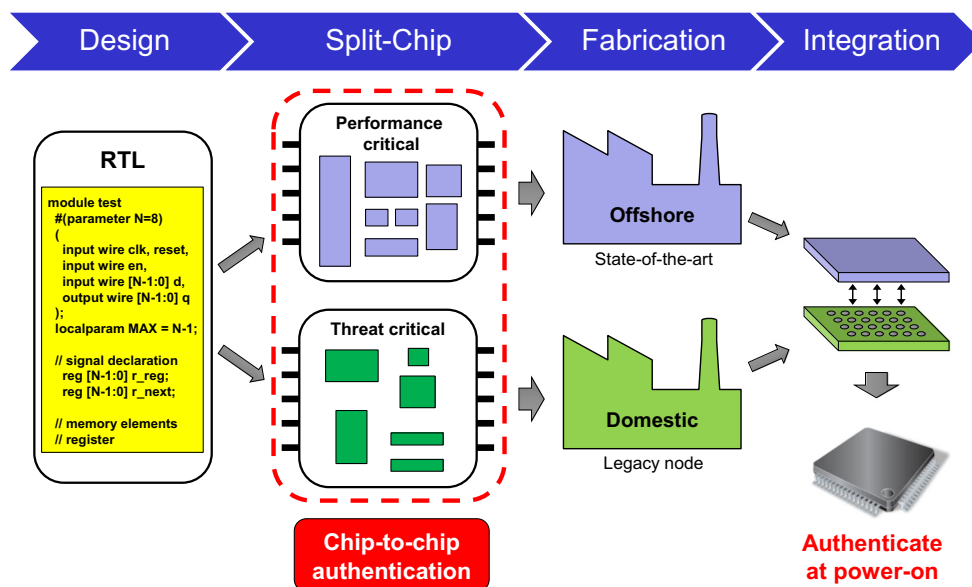 Design
Split-Chip
Fabrication
Integration
RTL
module test
#(parameter N=8)
(
input wire clk, reset,
input wire en,
input wire [N-1:0] d,
output wire [N-1:0] q
);
localparam MAX = N-1;
// signal declaration
reg [N-1:0] r_reg;
reg [N-1:0] r_next;
// memory elements
// register
Performance
critical
Threat critical
Chip-to-chip
authentication
Offshore
State-of-the-art
Domestic
Legacy node
Authenticate
at power-on